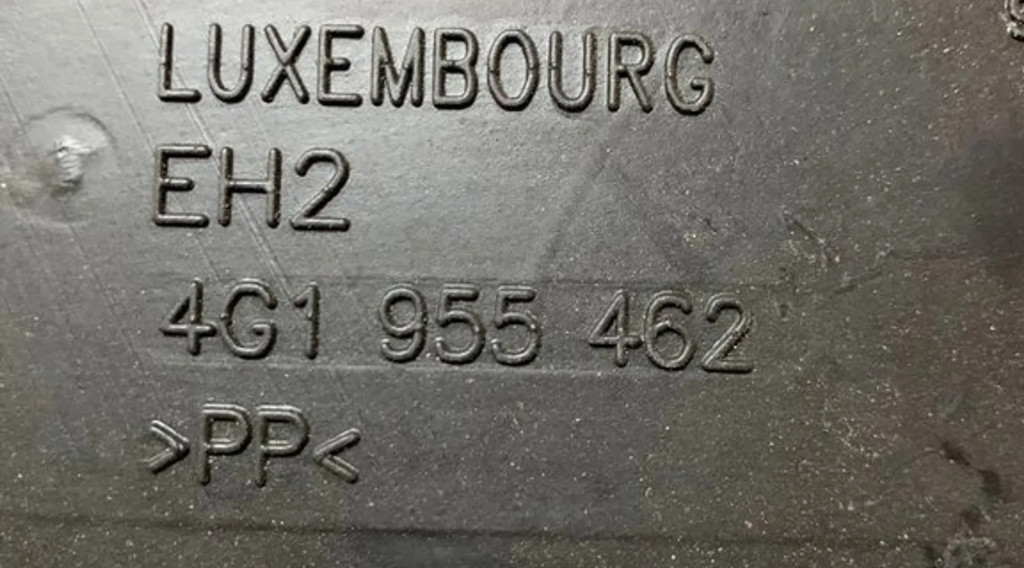 LUXEMBOURG
EH2
4G1 955 462
>PP<